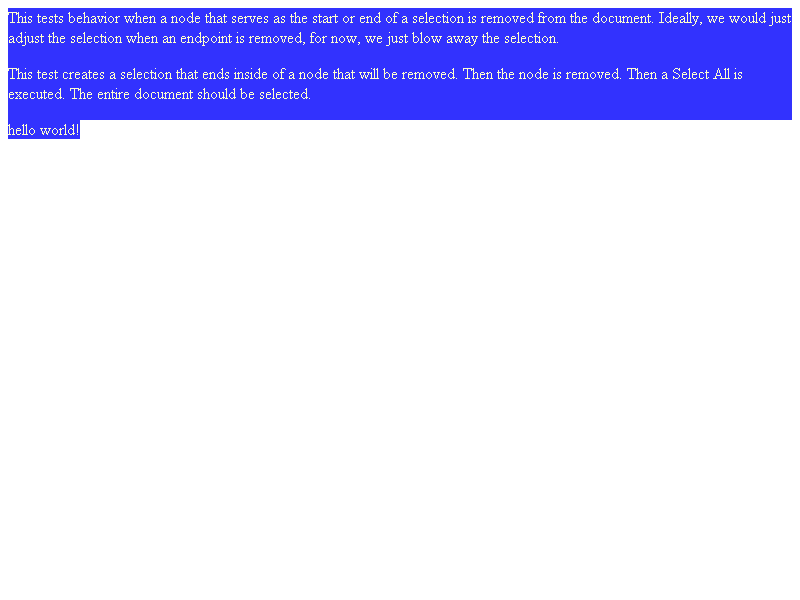 This tests behavior when a node that serves as the start or end of a selection is removed from the document. Ideally, we would just
adjust the selection when an endpoint is removed, for now, we just blow away the selection.
This test creates a selection that ends inside of a node that will be removed. Then the node is removed. Then a Select All is
executed. The entire document should be selected.
hello world!